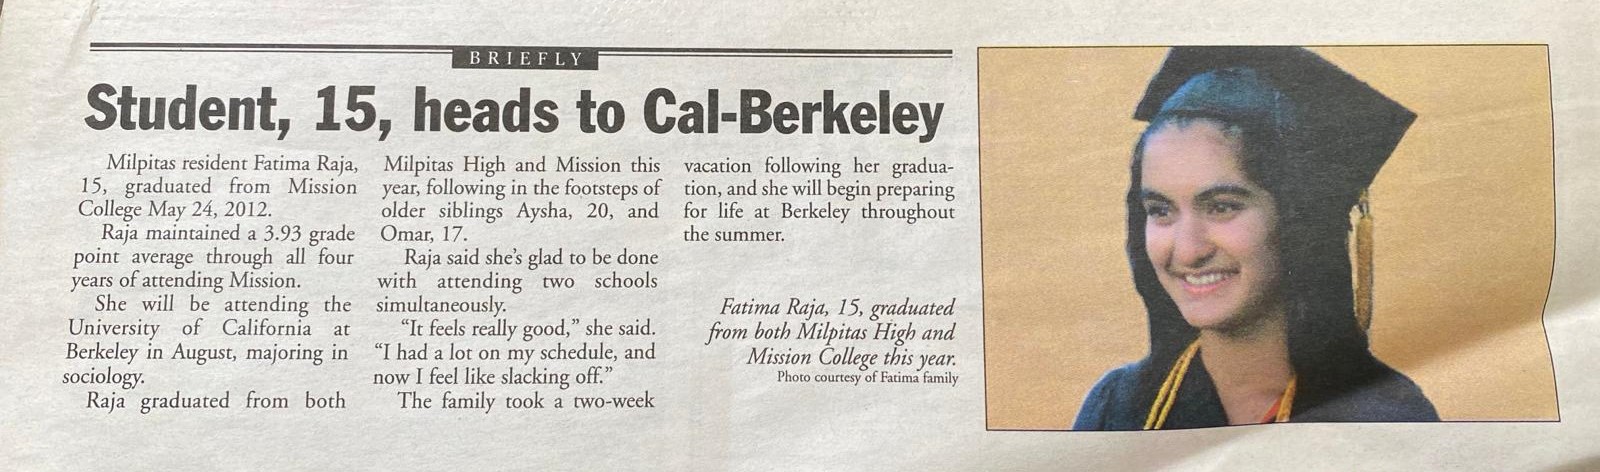 BRIEFLY
Student, 15, heads to Cal-Berkeley
Milpitas resident Fatima Raja,
15, graduated from Mission
College May 24, 2012.
Raja maintained a 3.93 grade
point average through all four
years of attending Mission.
She will be attending the
University of California at
Berkeley in August, majoring in
sociology.
Raja graduated from both
Milpitas High and Mission this
year, following in the footsteps of
older siblings Aysha, 20, and
Omar, 17.
Raja said she's glad to be done
with attending two schools
simultaneously.
“It feels really good,” she said.
“I had a lot on my schedule, and
now I feel like slacking off.”
The family took a two-week
vacation following her gradua-
tion, and she will begin preparing
for life at Berkeley throughout
the summer.
Fatima Raja, 15, graduated
from both Milpitas High and
Mission College this year.
Photo courtesy of Fatima family